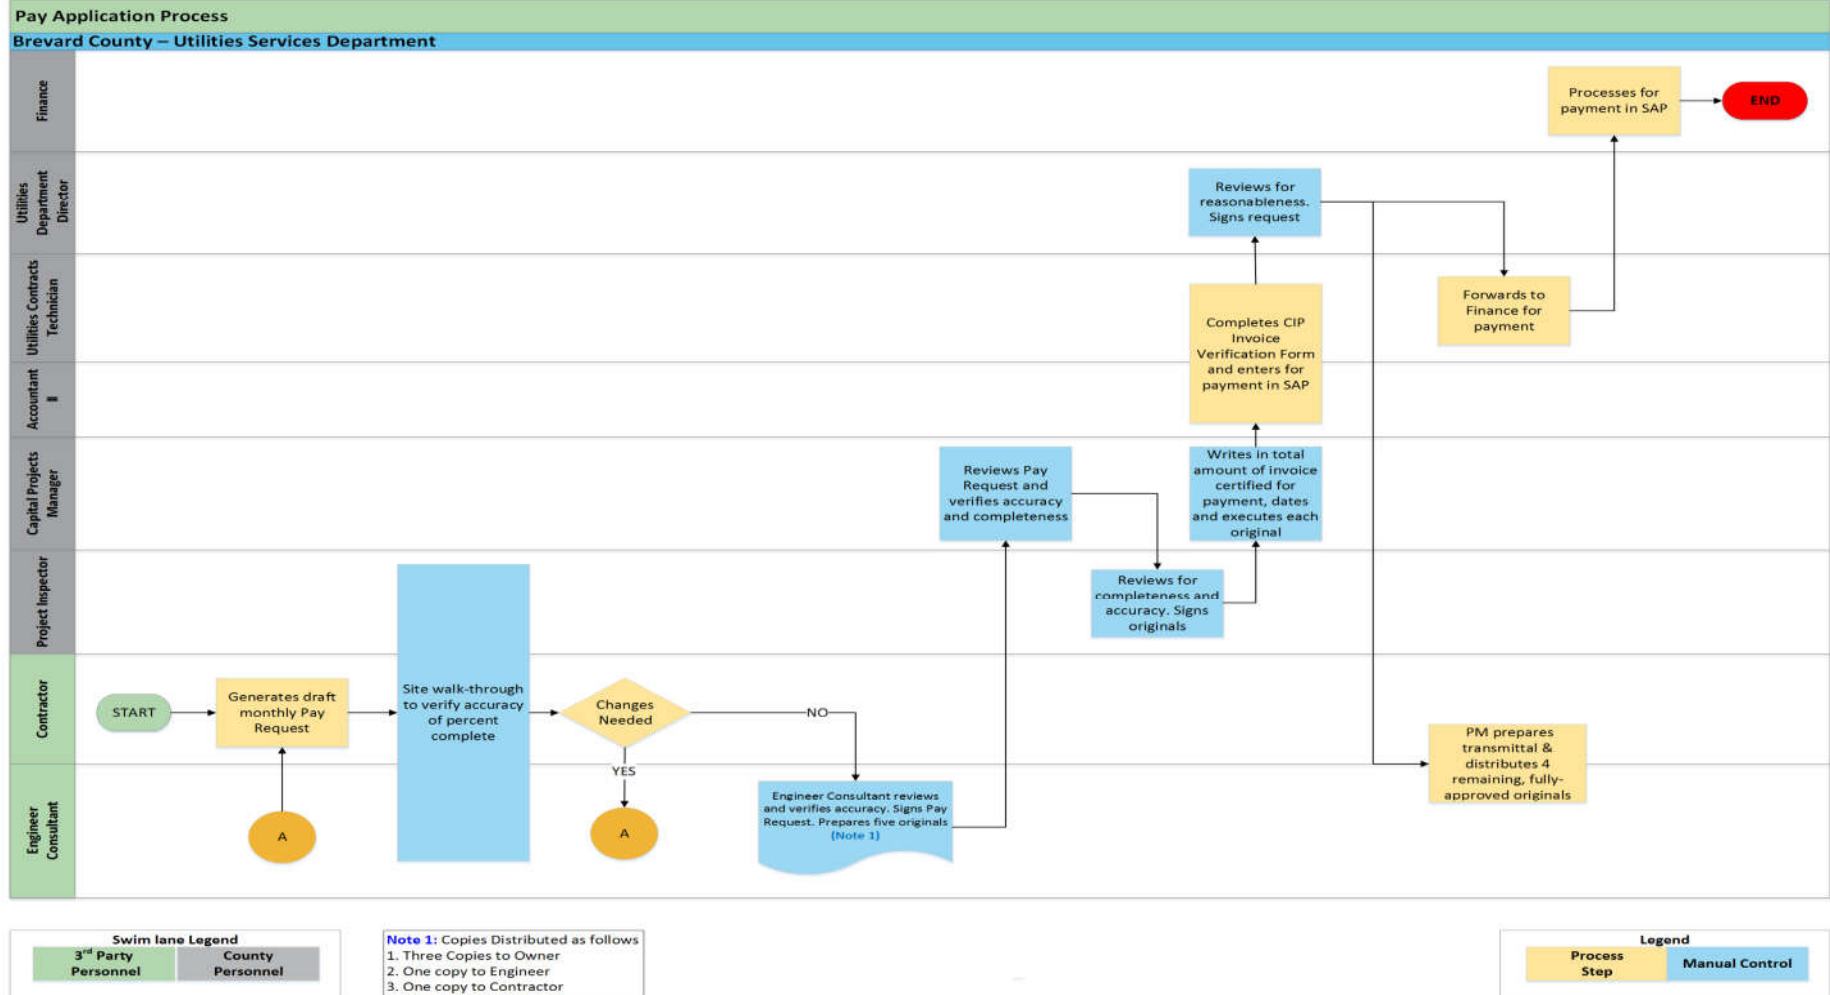 Pay Application Process
Brevard County – Utilities Services Department
Finance
Processes for
payment in SAP
END
Utilities
Department
Director
Reviews for
reasonableness.
Signs request
Utilities Contracts
Technician
Forwards to
Finance for
payment
Completes CIP
Invoice
Verification Form
and enters for
payment in SAP
Accountant
II
Capital Projects
Manager
Reviews Pay
Request and
verifies accuracy
and completeness
Writes in total
amount of invoice
certified for
payment, dates
and executes each
original
Project Inspector
Reviews for
completeness and
accuracy. Signs
originals
Contractor
START
Generates draft
monthly Pay
Request
Site walk-through
to verify accuracy
of percent
complete
Changes
Needed
NO
YES
PM prepares
transmittal &
distributes 4
remaining, fully-
approved originals
Engineer
Consultant
A
A
Engineer Consultant reviews
and verifies accuracy. Signs Pay
Request. Prepares five originals
(Note 1)
Swim lane Legend
3rd Party
Personnel
County
Personnel
Note 1: Copies Distributed as follows
1. Three Copies to Owner
2. One copy to Engineer
3. One copy to Contractor
Legend
Process
Step
Manual Control